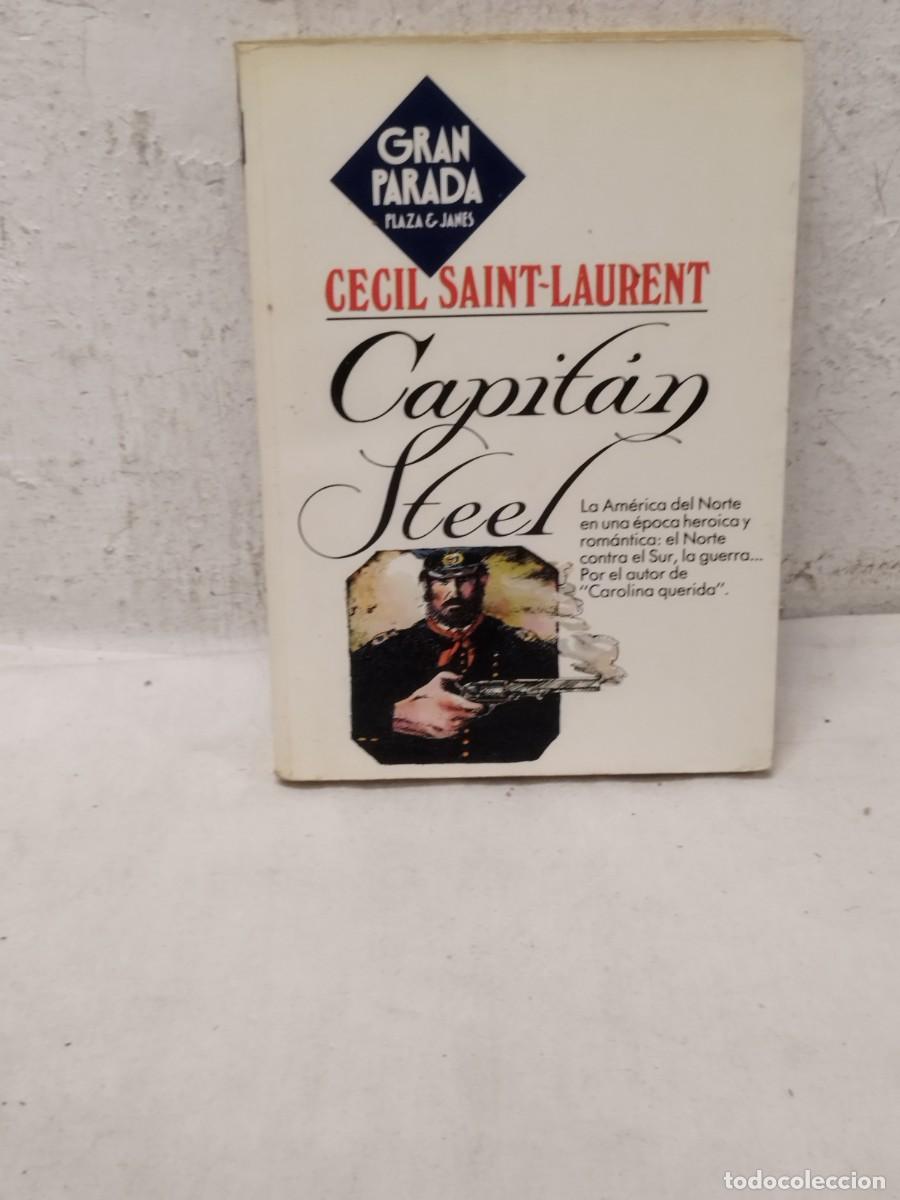 GRAN
PARADA
PLAZA & JANES
CECIL SAINT-LAURENT
Capitán
Steel
La América del Norte
en una época heroica y
romántica: el Norte
contra el Sur, la guerra...
Por el autor de
"Carolina querida".
todocoleccion